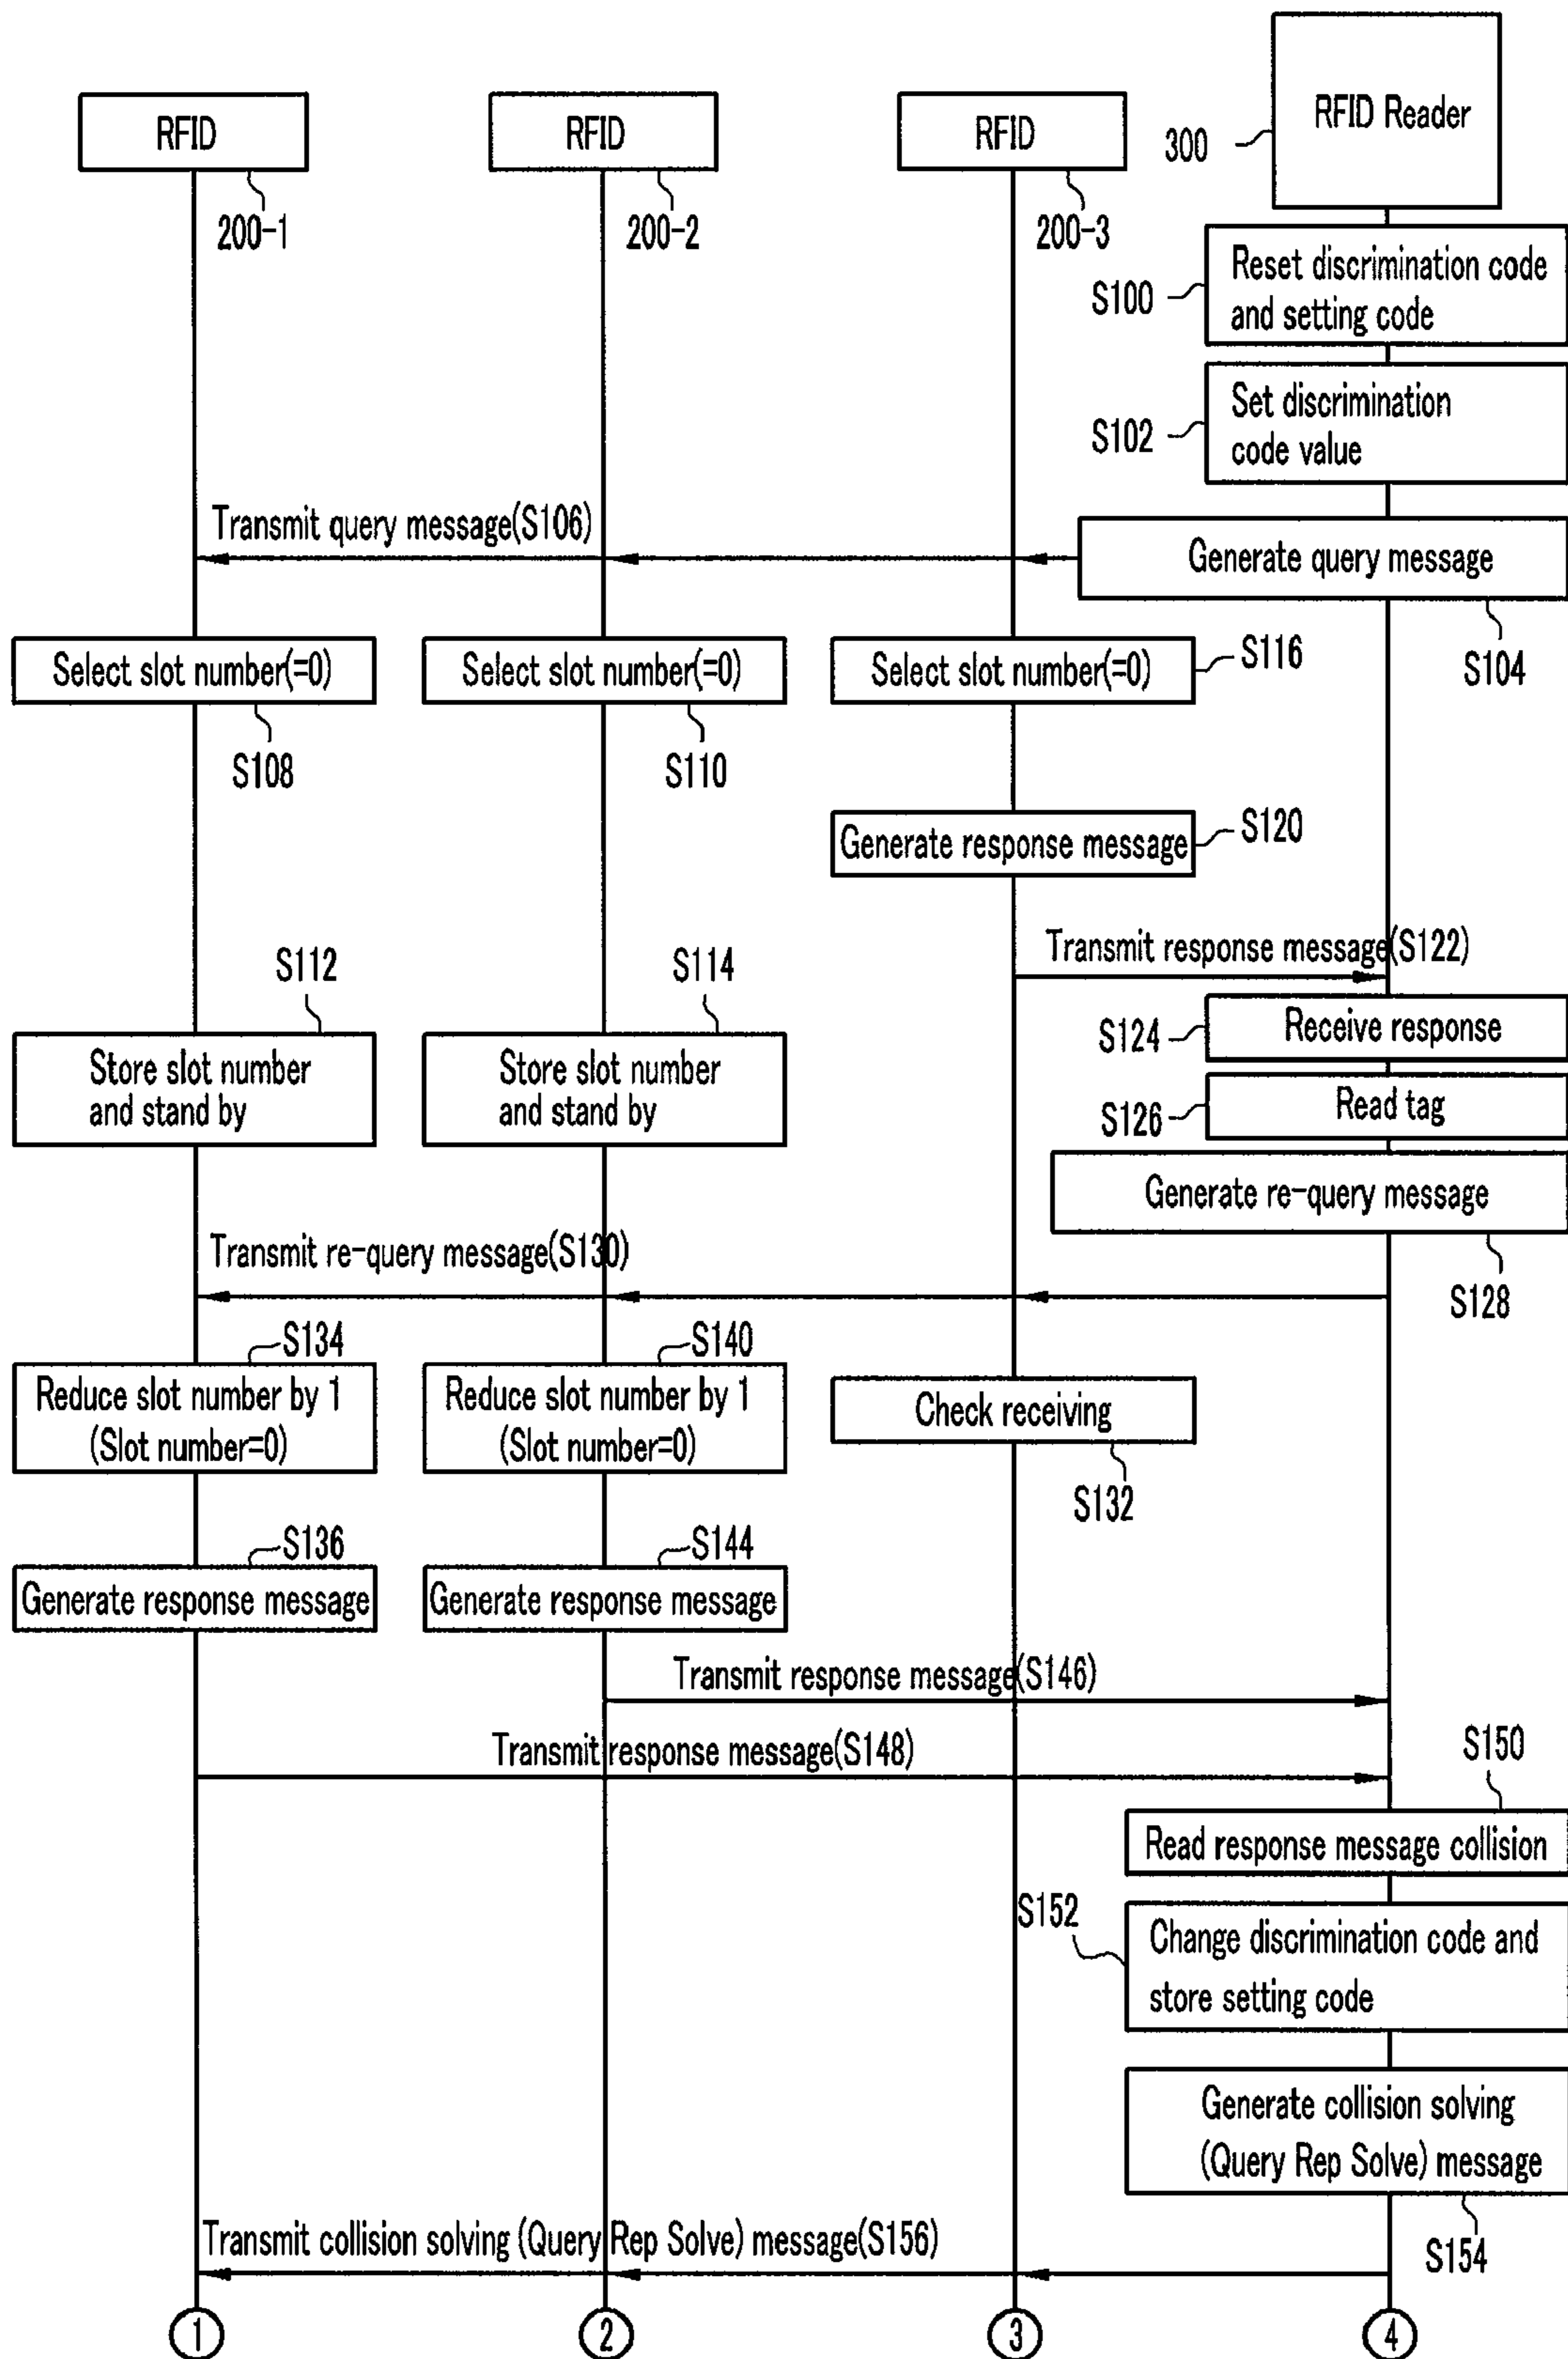 RFID
RFID
RFID
RFID Reader
300
200-1
200-2
200-3
S100
Reset discrimination code
and setting code
S102
Set discrimination
code value
Transmit query message(S106)
Generate query message
S104
Select slot number(=0)
Select slot number(=0)
Select slot number(=0)
S116
S108
S110
Generate response message
S120
Transmit response message(S122)
S112
S114
S124
Receive response
Store slot number
and stand by
Store slot number
and stand by
S126
Read tag
Generate re-query message
S128
Transmit re-query message(S130)
S134
S140
Reduce slot number by 1
(Slot number=0)
Reduce slot number by 1
(Slot number=0)
Check receiving
S132
S136
S144
Generate response message
Generate response message
Transmit response message(S146)
Transmit response message(S148)
S150
Read response message collision
S152
Change discrimination code and
store setting code
Generate collision solving
(Query Rep Solve) message
S154
Transmit collision solving (Query Rep Solve) message(S156)
1
2
3
4